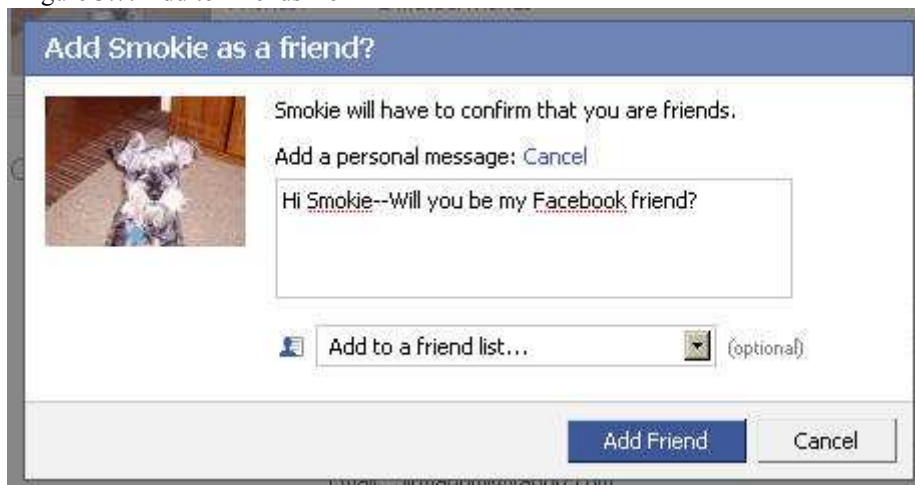 Add Smokie as a friend?
Smokie will have to confirm that you are friends.
Add a personal message: Cancel
Hi Smokie--Will you be my Facebook friend?
Add to a friend list...
(optional)
Add Friend
Cancel